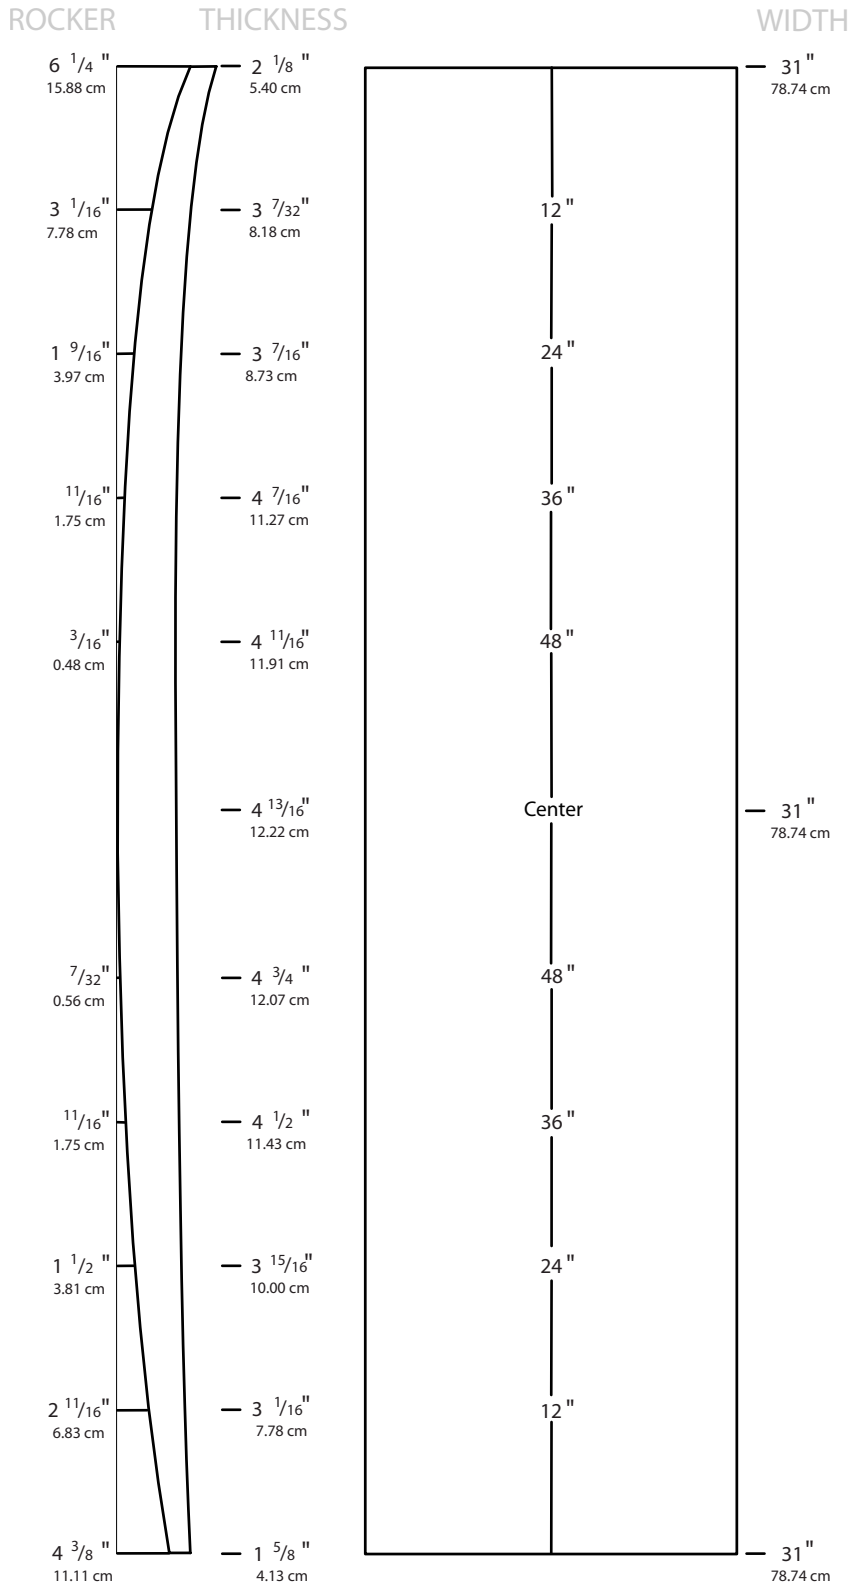 ROCKER THICKNESS WIDTH
6 1/4 " 2 1/8 " 31 "
15.88 cm 5.40 cm 78.74 cm
3 1/16" 3 7/32" 12 "
7.78 cm 8.18 cm
1 9/16" 3 7/16" 24 "
3.97 cm 8.73 cm
11/16" 4 7/16" 36 "
1.75 cm 11.27 cm
3/16" 4 11/16" 48 "
0.48 cm 11.91 cm
4 13/16" Center 31 "
12.22 cm 78.74 cm
7/32" 4 3/4 " 48 "
0.56 cm 12.07 cm
11/16" 4 1/2 " 36 "
1.75 cm 11.43 cm
1 1/2 " 3 15/16" 24 "
3.81 cm 10.00 cm
2 11/16" 3 1/16" 12 "
6.83 cm 7.78 cm
4 3/8 " 1 5/8 " 31 "
11.11 cm 4.13 cm 78.74 cm